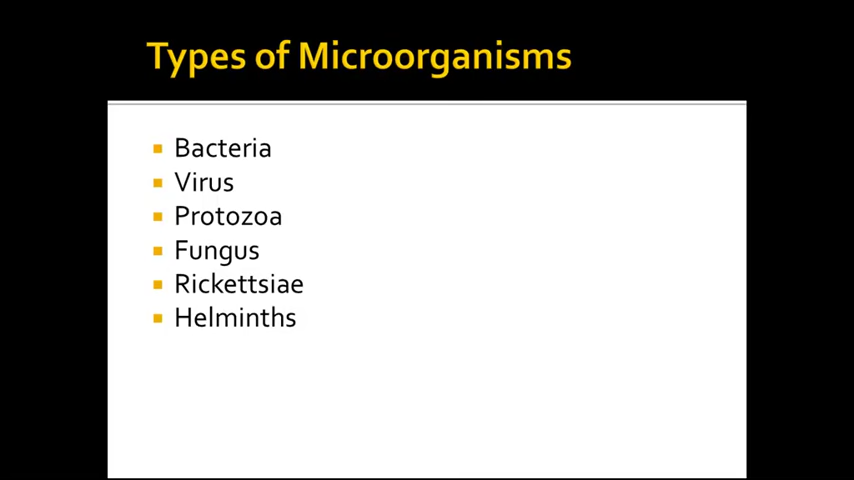 Types of Microorganisms
Bacteria
Virus
Protozoa
Fungus
Rickettsiae
Helminths